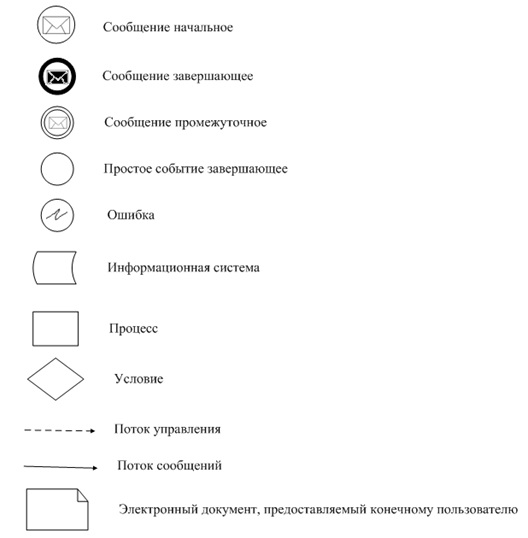 Сообщение начальное
Сообщение завершающее
Сообщение промежуточное
Простое событие завершающее
Ошибка
Информационная система
Процесс
Условие
Поток управления
Поток сообщений
Электронный документ, предоставляемый конечному пользователю